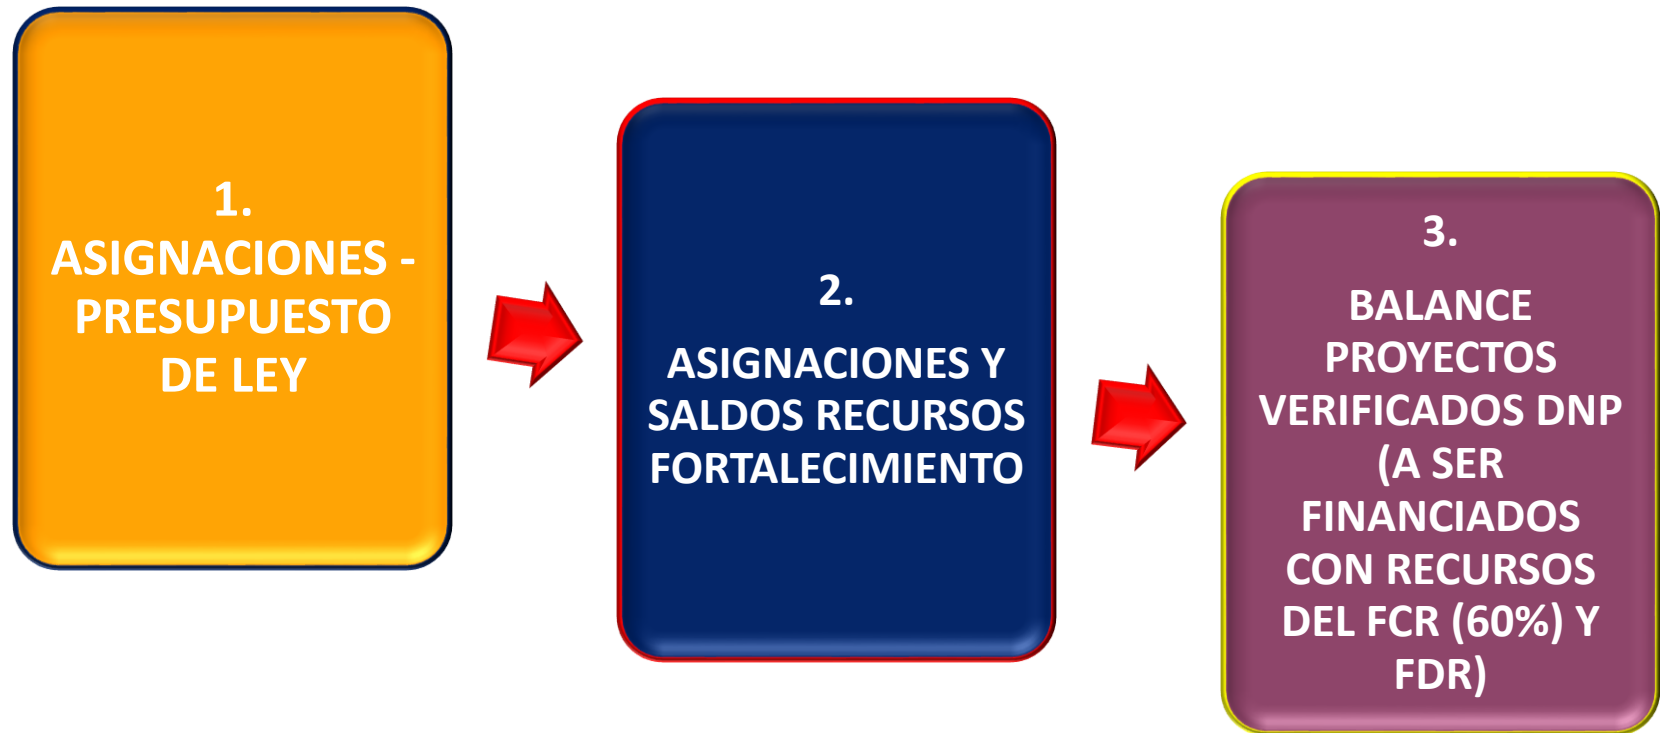 1.
ASIGNACIONES -
PRESUPUESTO
DE LEY
2.
ASIGNACIONES Y
SALDOS RECURSOS
FORTALECIMIENTO
3.
BALANCE
PROYECTOS
VERIFICADOS DNP
(A SER
FINANCIADOS
CON RECURSOS
DEL FCR (60%) Y
FDR)